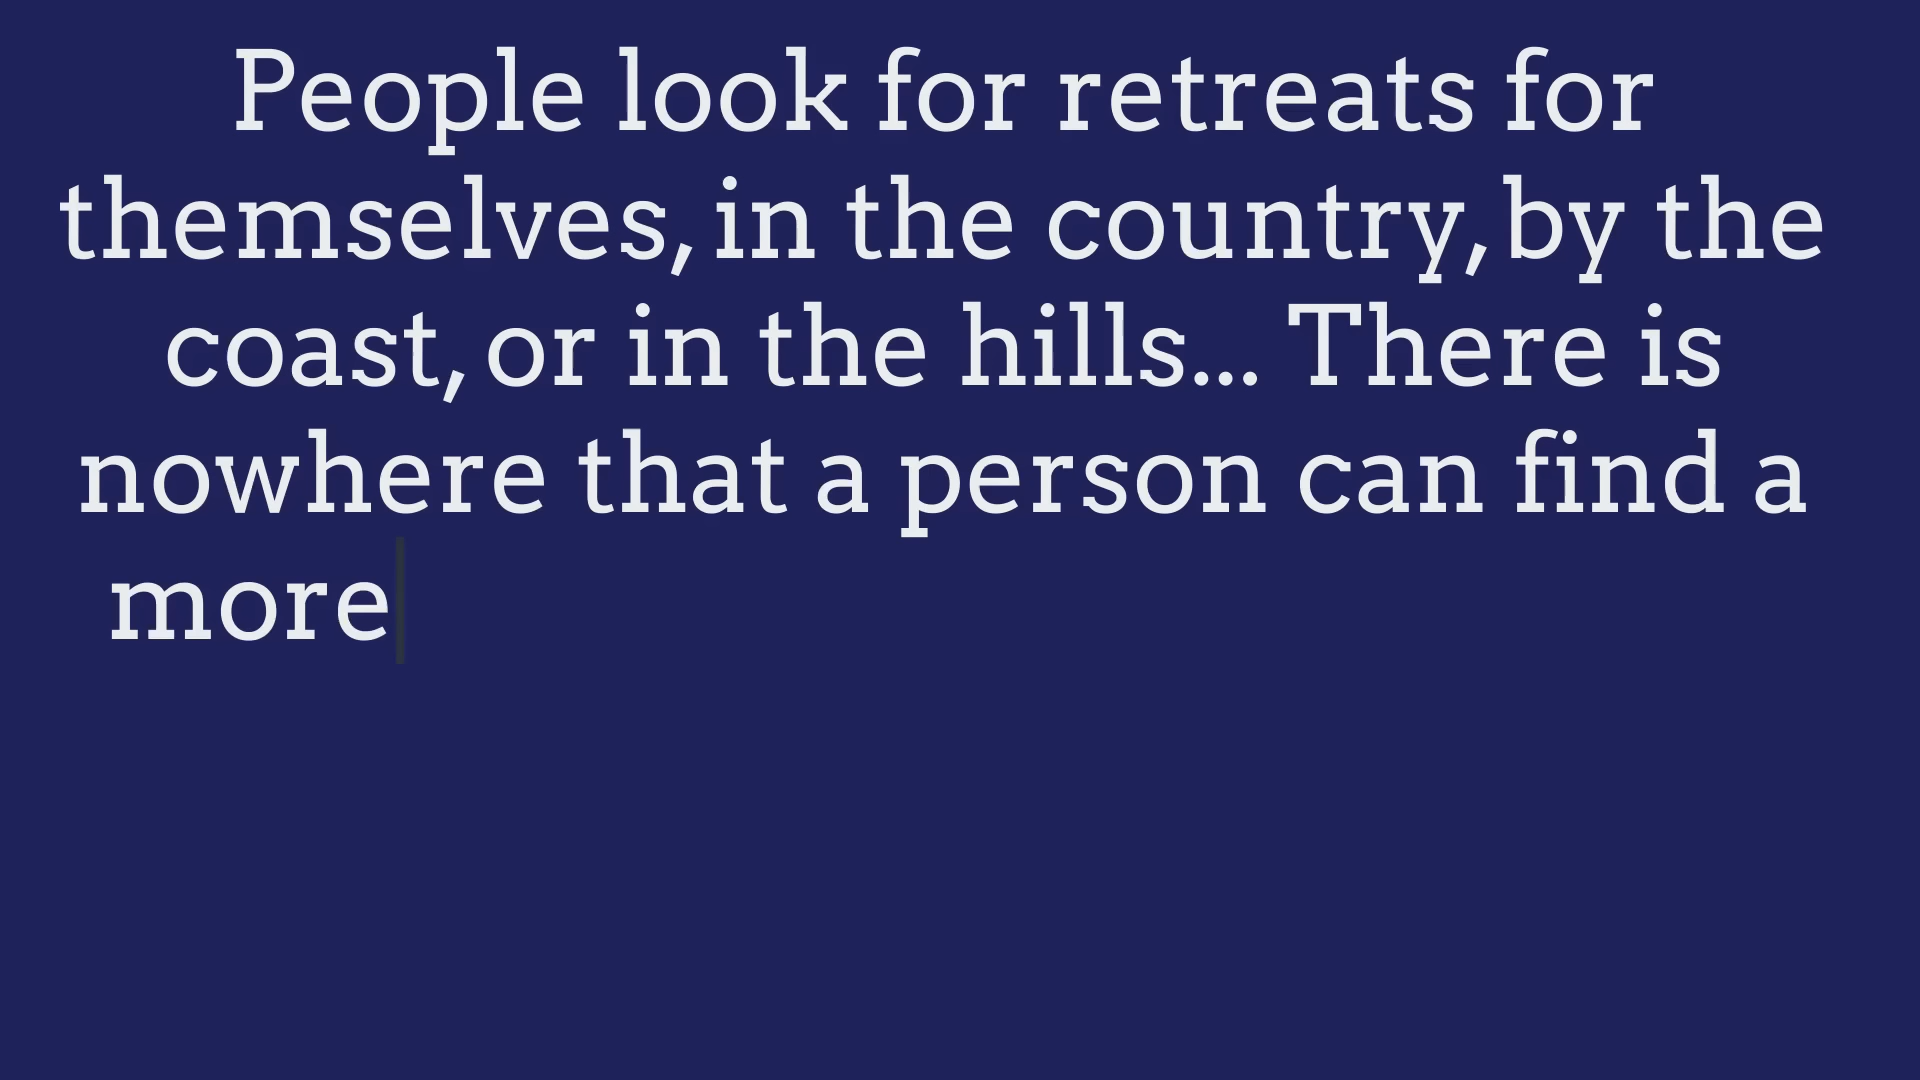 People look for retreats for
themselves, in the country, by the
coast, or in the hills... There is
nowhere that a person can find a
more